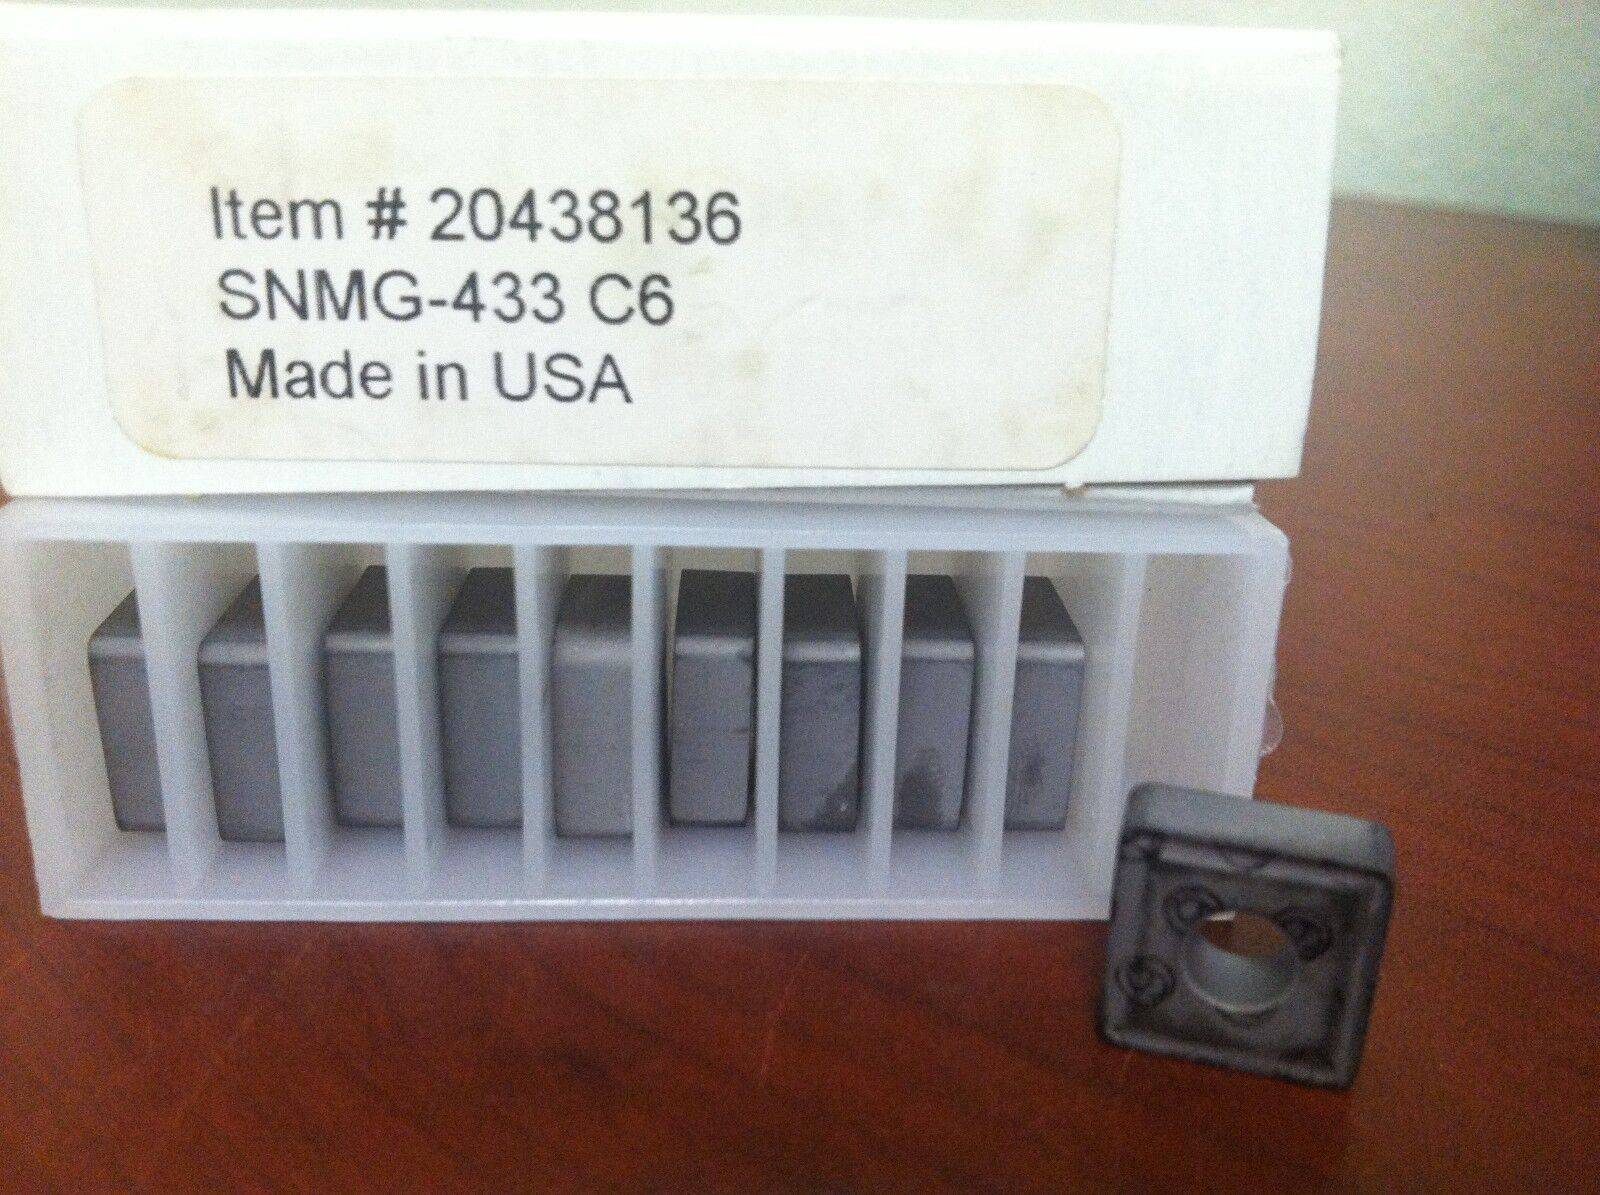 Item # 20438136
SNMG-433 C6
Made in USA